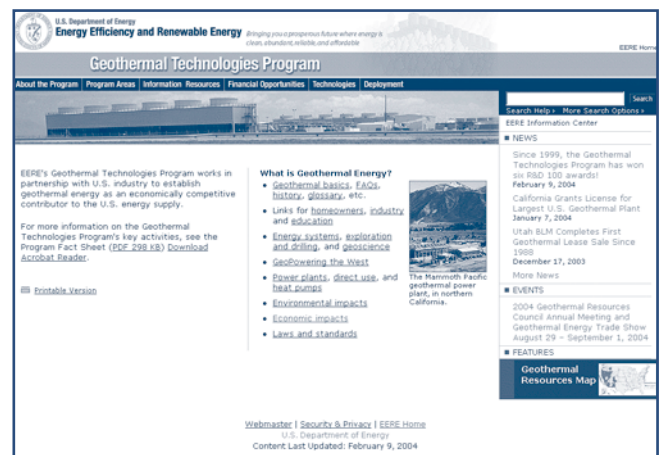 U.S. Department of Energy
Energy Efficiency and Renewable Energy
Bringing you a prosperous future where energy is
clean, abundant, reliable, and affordable
EERE Home
Geothermal Technologies Program
About the Program | Program Areas | Information Resources | Financial Opportunities | Technologies | Deployment
Search
Search Help More Search Options
EERE Information Center
EERE's Geothermal Technologies Program works in
partnership with U.S. industry to establish
geothermal energy as an economically competitive
contributor to the U.S. energy supply.
For more information on the Geothermal
Technologies Program's key activities, see the
Program Fact Sheet (PDF 298 KB) Download
Acrobat Reader.
Printable Version
What is Geothermal Energy?
Geothermal basics, FAQs,
history, glossary, etc.
Links for homeowners, industry
and education
Energy systems, exploration
and drilling, and geoscience
GeoPowering the West
Power plants, direct use, and
heat pumps
Environmental impacts
Economic impacts
Laws and standards
The Mammoth Pacific
geothermal power
plant, in northern
California.
NEWS
Since 1999, the Geothermal
Technologies Program has won
six R&D 100 awards!
February 9, 2004
California Grants License for
Largest U.S. Geothermal Plant
January 7, 2004
Utah BLM Completes First
Geothermal Lease Sale Since
1988
December 17, 2003
More News
EVENTS
2004 Geothermal Resources
Council Annual Meeting and
Geothermal Energy Trade Show
August 29 – September 1, 2004
FEATURES
Geothermal
Resources Map
Webmaster | Security & Privacy | EERE Home
U.S. Department of Energy
Content Last Updated: February 9, 2004